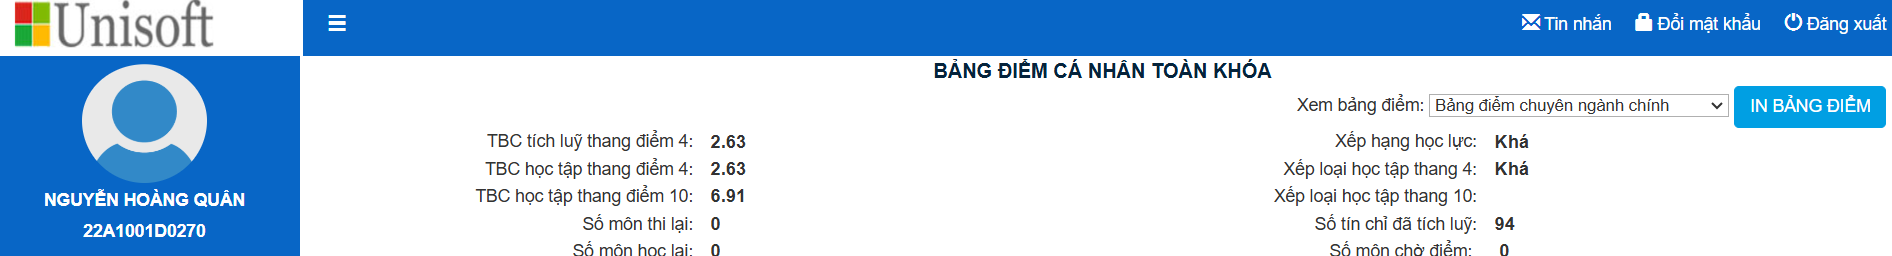 Unisoft
Tin nhắn Đổi mật khẩu Đăng xuất
BẢNG ĐIỂM CÁ NHÂN TOÀN KHÓA
Xem bảng điểm: Bảng điểm chuyên ngành chính IN BẢNG ĐIỂM
TBC tích luỹ thang điểm 4: 2.63 Xếp hạng học lực: Khá
TBC học tập thang điểm 4: 2.63 Xếp loại học tập thang 4: Khá
TBC học tập thang điểm 10: 6.91 Xếp loại học tập thang 10:
Số môn thi lại: 0 Số tín chỉ đã tích luỹ: 94
Số môn học lại: 0 Số môn chờ điểm: 0
NGUYỄN HOÀNG QUÂN
22A1001D0270